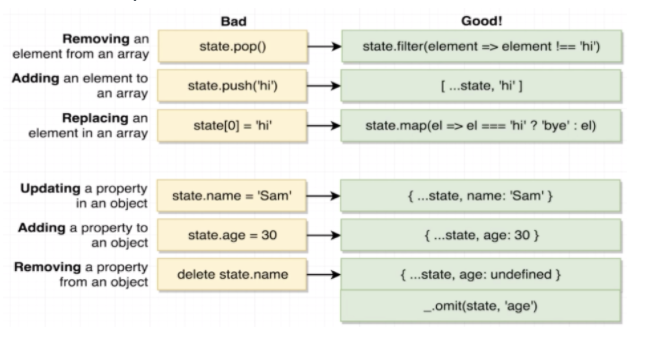 Bad Good!
Removing an
element from an array
state.pop() state.filter(element => element !== 'hi')
Adding an element to
an array
state.push('hi') [ ...state, 'hi' ]
Replacing an
element in an array
state[0] = 'hi' state.map(el => el === 'hi' ? 'bye' : el)
Updating a property
in an object
state.name = 'Sam' { ...state, name: 'Sam' }
Adding a property to
an object
state.age = 30 { ...state, age: 30 }
Removing a property
from an object
delete state.name { ...state, age: undefined }
_.omit(state, 'age')